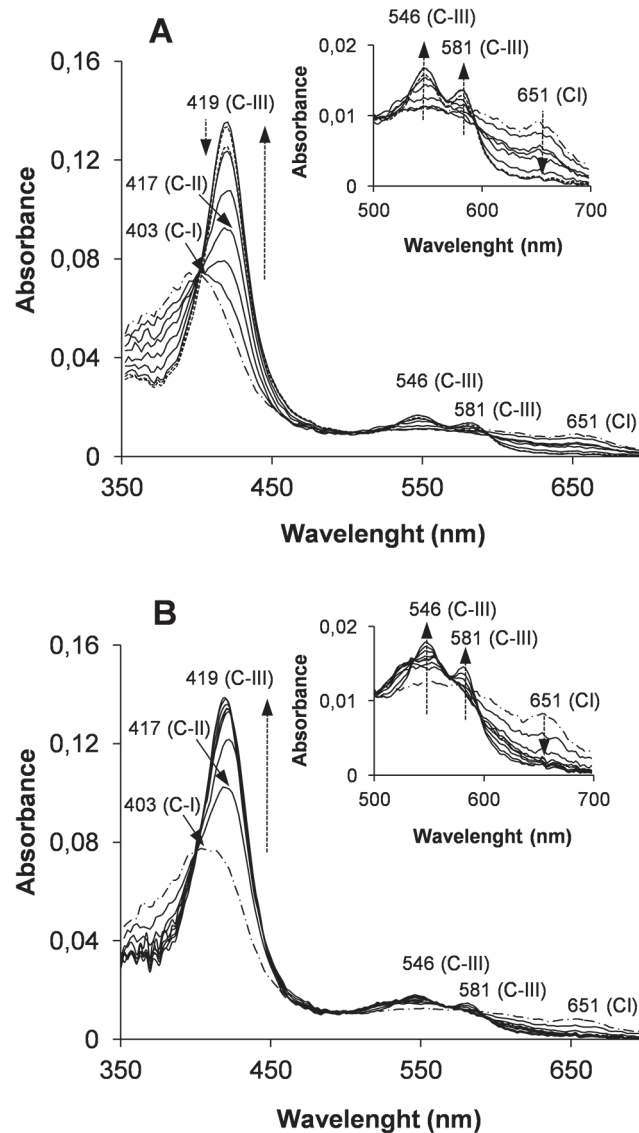 A
0,16
0,12
0,08
0,04
0
Absorbance
419 (C-III)
417 (C-II)
403 (C-I)
546 (C-III)
581 (C-III)
651 (CI)
350
450
550
650
Wavelenght (nm)
546 (C-III)
581 (C-III)
651 (CI)
0,02
0,01
0
Absorbance
500
600
700
Wavelenght (nm)
B
0,16
0,12
0,08
0,04
0
Absorbance
419 (C-III)
417 (C-II)
403 (C-I)
546 (C-III)
581 (C-III)
651 (CI)
350
450
550
650
Wavelenght (nm)
546 (C-III)
581 (C-III)
651 (CI)
0,02
0,01
0
Absorbance
500
600
700
Wavelenght (nm)